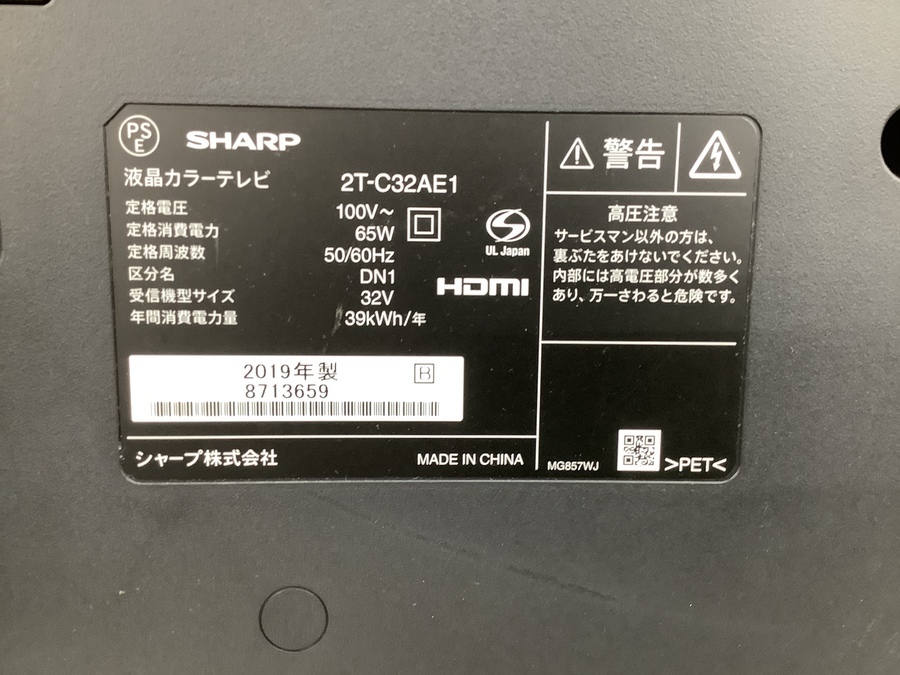 PS
E
SHARP
液晶カラーテレビ 2T-C32AE1
定格電圧 100V~
定格消費電力 65W
定格周波数 50/60Hz
区分名 DN1
受信機型サイズ 32V
年間消費電力量 39kWh/年
UL Japan
HDMI
2019年製 B
8713659
シャープ株式会社 MADE IN CHINA
警告
高圧注意
サービスマン以外の方は、
裏ぶたをあけないでください。
内部には高電圧部分が数多く
あり、万一さわると危険です。
MG857WJ >PET<